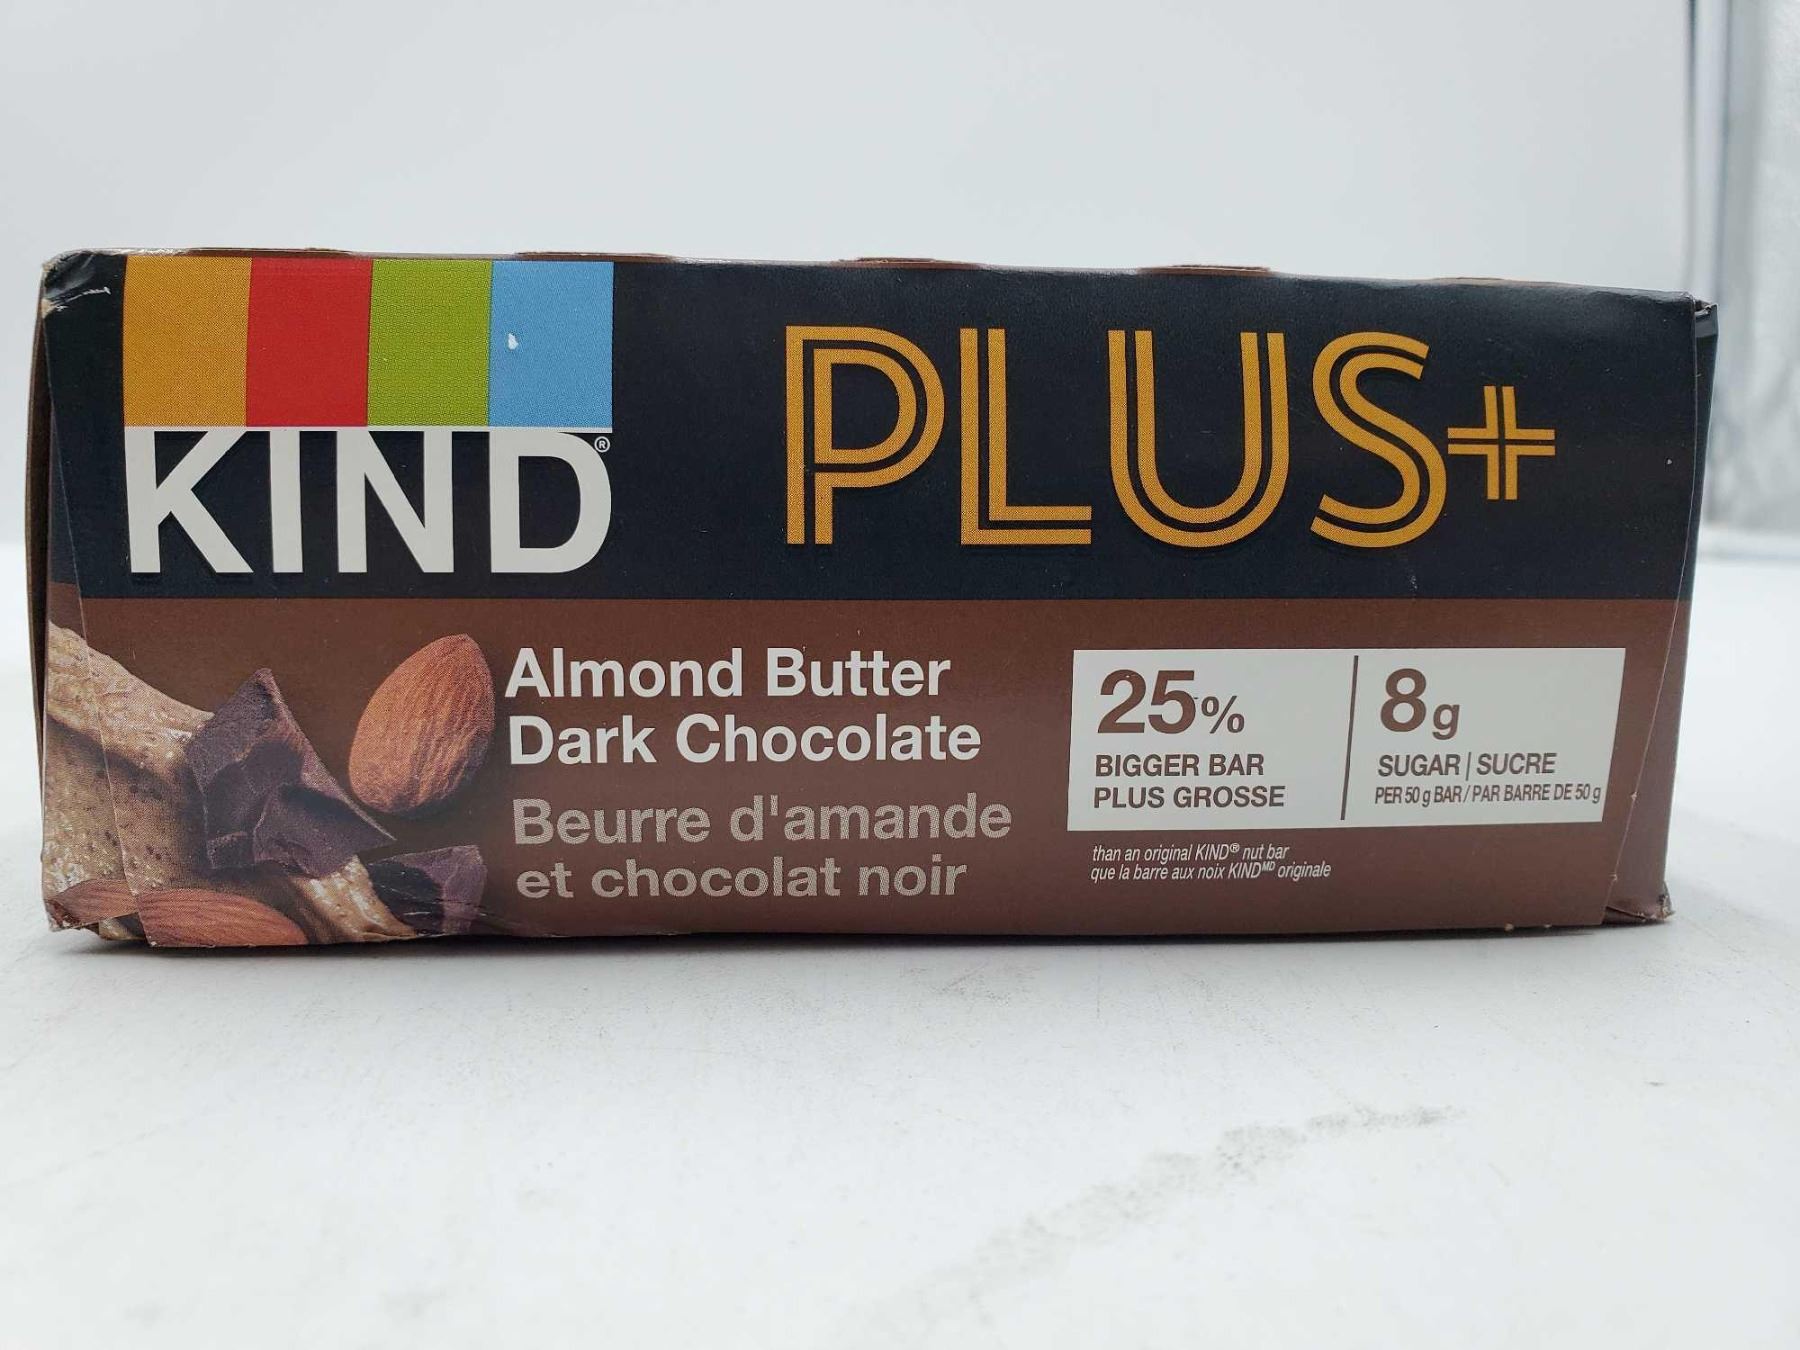 KIND®
PLUS+
Almond Butter
Dark Chocolate
Beurre d'amande
et chocolat noir
25%
BIGGER BAR
PLUS GROSSE
8g
SUGAR | SUCRE
PER 50 g BAR / PAR BARRE DE 50 g
than an original KIND® nut bar
que la barre aux noix KINDMD originale